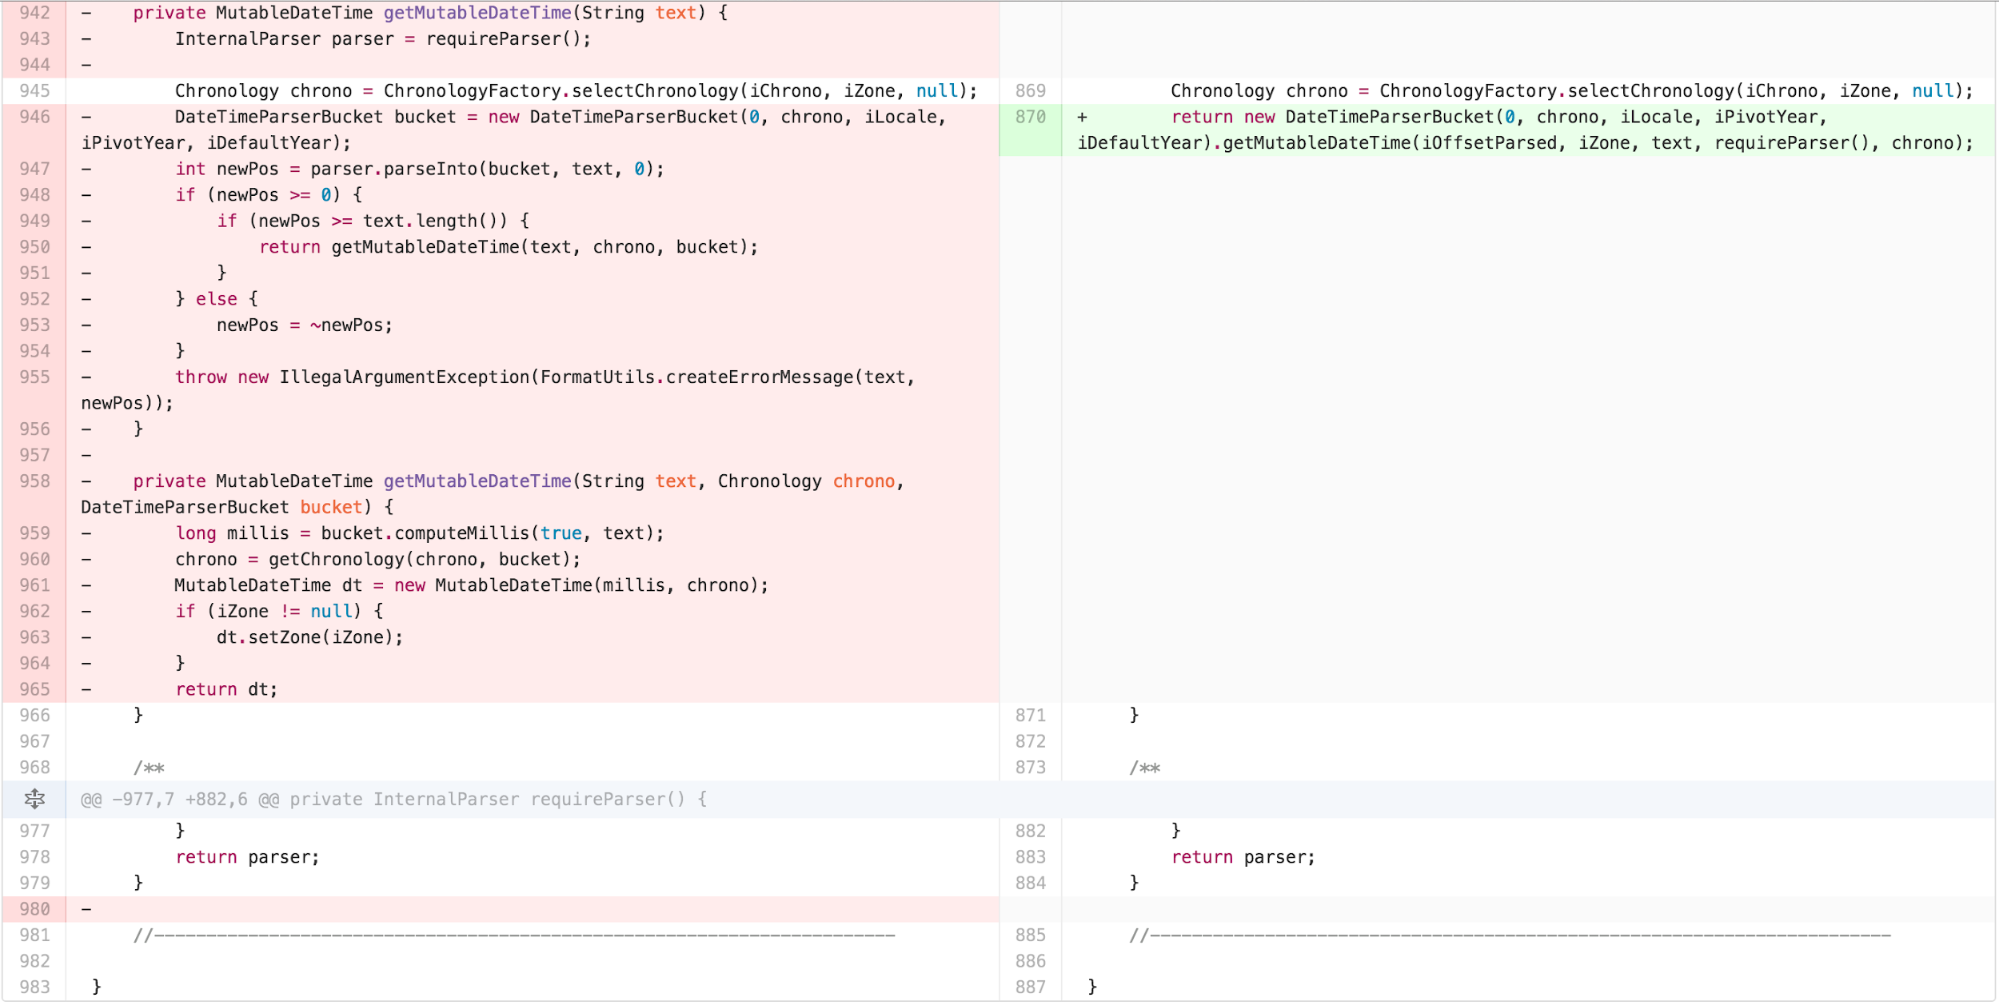 942 - private MutableDateTime getMutableDateTime(String text) {
943 - InternalParser parser = requireParser();
944 -
945 Chronology chrono = ChronologyFactory.selectChronology(iChrono, iZone, null);
946 - DateTimeParserBucket bucket = new DateTimeParserBucket(0, chrono, iLocale,
iPivotYear, iDefaultYear);
947 - int newPos = parser.parseInto(bucket, text, 0);
948 - if (newPos >= 0) {
949 - if (newPos >= text.length()) {
950 - return getMutableDateTime(text, chrono, bucket);
951 - }
952 - } else {
953 - newPos = ~newPos;
954 - }
955 - throw new IllegalArgumentException(FormatUtils.createErrorMessage(text,
newPos));
956 - }
957 -
958 - private MutableDateTime getMutableDateTime(String text, Chronology chrono,
DateTimeParserBucket bucket) {
959 - long millis = bucket.computeMillis(true, text);
960 - chrono = getChronology(chrono, bucket);
961 - MutableDateTime dt = new MutableDateTime(millis, chrono);
962 - if (iZone != null) {
963 - dt.setZone(iZone);
964 - }
965 - return dt;
966 }
967
968 /**
@@ -977,7 +882,6 @@ private InternalParser requireParser() {
977 }
978 return parser;
979 }
980 -
981 //-----------------------------------------------------------------------
982
983 }
869 Chronology chrono = ChronologyFactory.selectChronology(iChrono, iZone, null);
870 + return new DateTimeParserBucket(0, chrono, iLocale, iPivotYear,
iDefaultYear).getMutableDateTime(iOffsetParsed, iZone, text, requireParser(), chrono);
871 }
872
873 /**
882 }
883 return parser;
884 }
885 //-----------------------------------------------------------------------
886
887 }